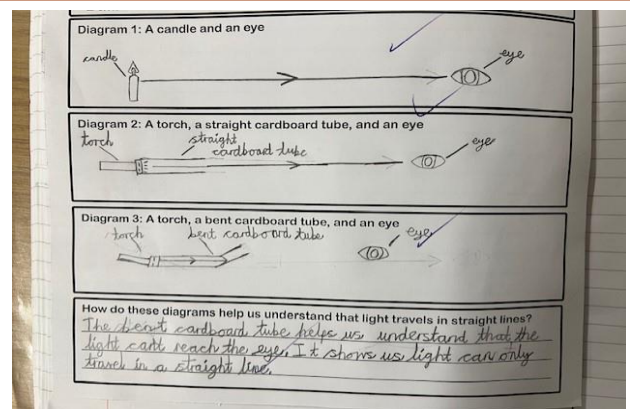 Diagram 1: A candle and an eye
candle
eye
Diagram 2: A torch, a straight cardboard tube, and an eye
torch
straight
cardboard tube
eye
Diagram 3: A torch, a bent cardboard tube, and an eye
torch
bent cardboard tube
eye
How do these diagrams help us understand that light travels in straight lines?
The bent cardboard tube helps us understand that the
light cant reach the eye. It shows us light can only
travel in a straight line.